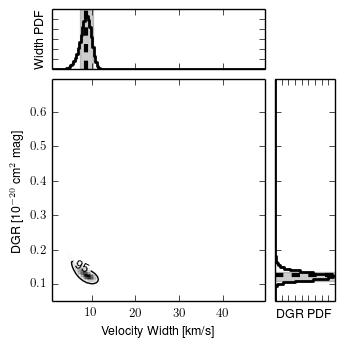 Width PDF
0.6
0.5
0.4
0.3
0.2
0.1
DGR [10⁻²⁰ cm² mag]
95
10 20 30 40
Velocity Width [km/s]
DGR PDF